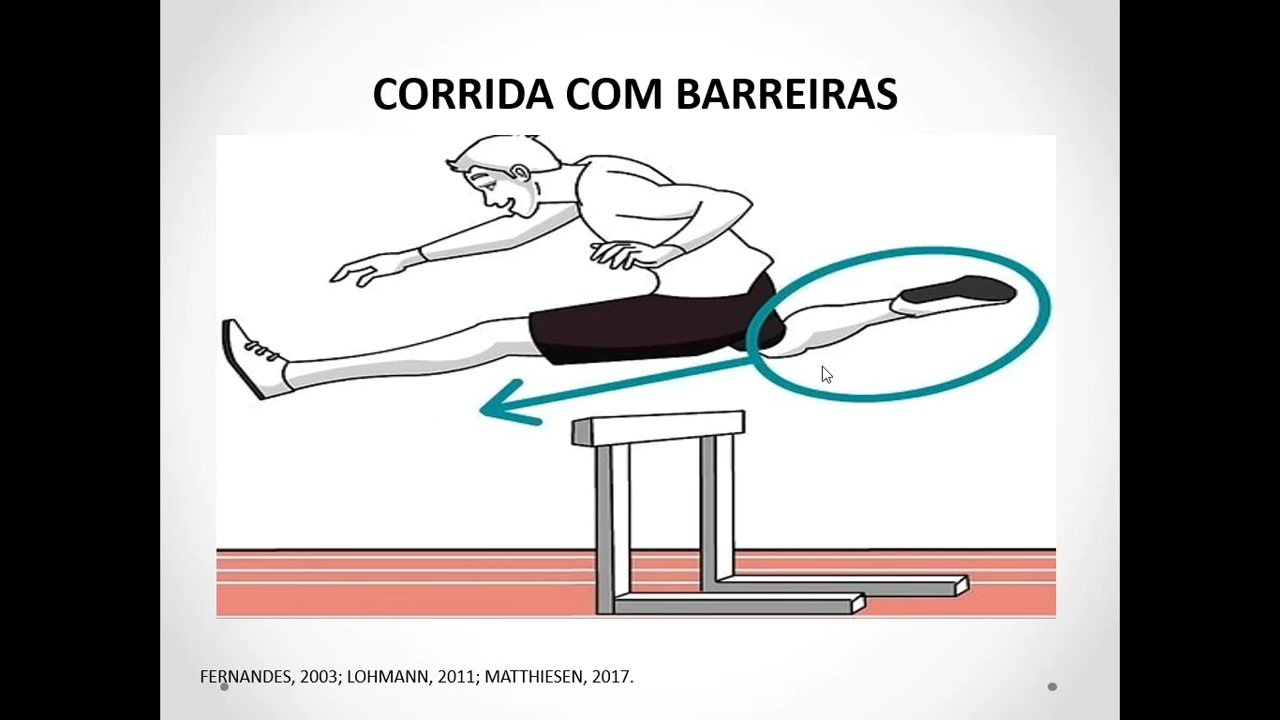 CORRIDA COM BARREIRAS
FERNANDES, 2003; LOHMANN, 2011; MATTHIESEN, 2017.